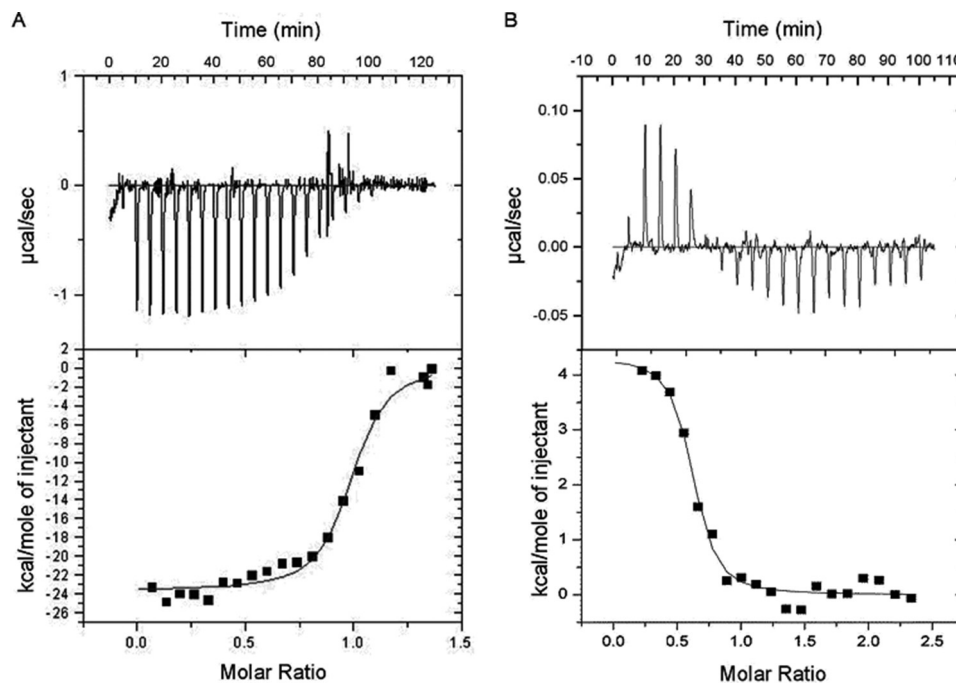 A
Time (min)
0 20 40 60 80 100 120
1
0
-1
2
µcal/sec
0
-2
-4
-6
-8
-10
-12
-14
-16
-18
-20
-22
-24
-26
kcal/mole of injectant
0.0 0.5 1.0 1.5
Molar Ratio
B
Time (min)
-10 0 10 20 30 40 50 60 70 80 90 100 110
0.10
0.05
0.00
-0.05
µcal/sec
4
3
2
1
0
kcal/mole of injectant
0.0 0.5 1.0 1.5 2.0 2.5
Molar Ratio